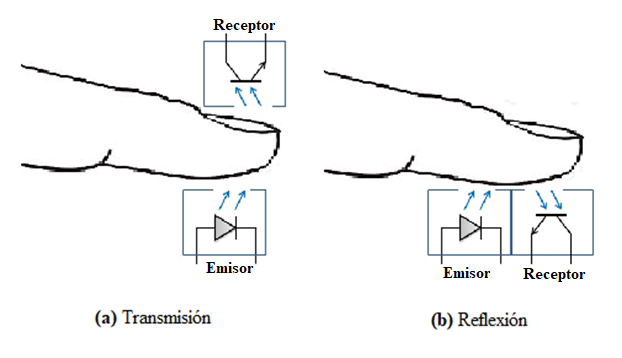 Receptor
Emisor
(a) Transmisión
Emisor
Receptor
(b) Reflexión